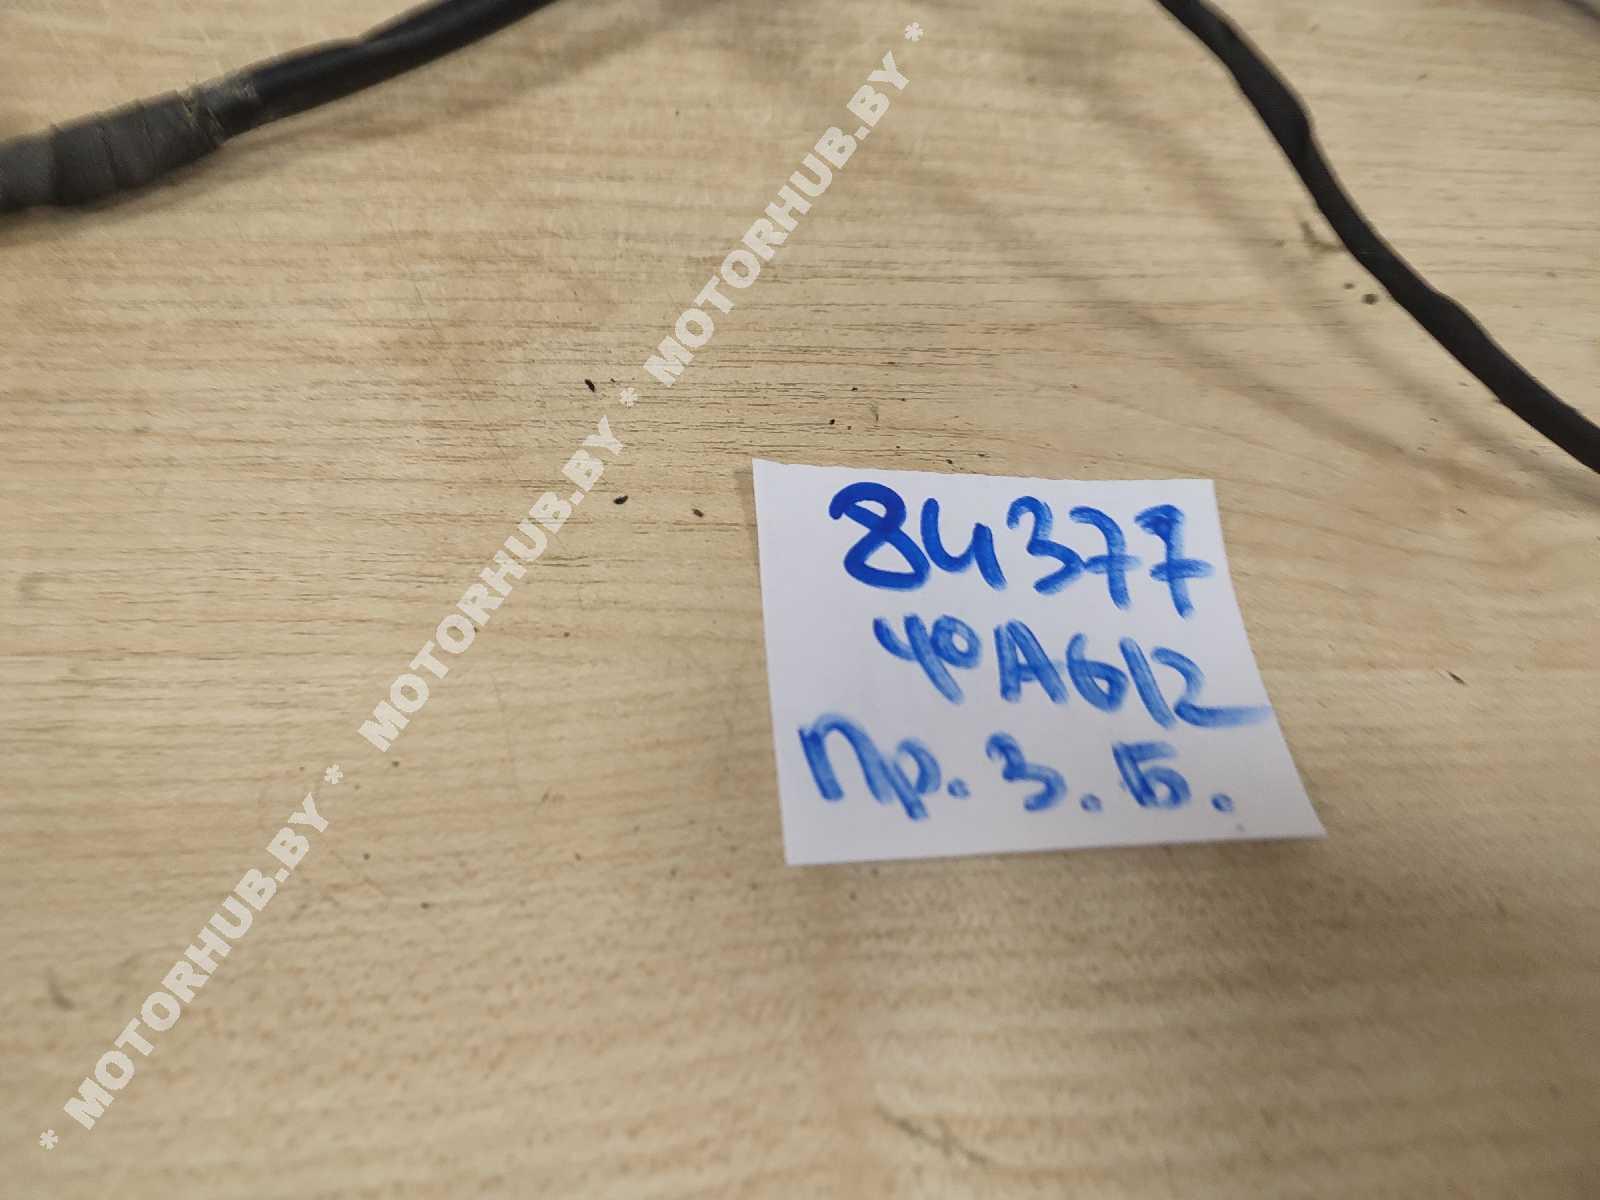 * MOTORHUB.BY * MOTORHUB.BY * MOTORHUB.BY *
84377
40A612
Пр. З. Б.